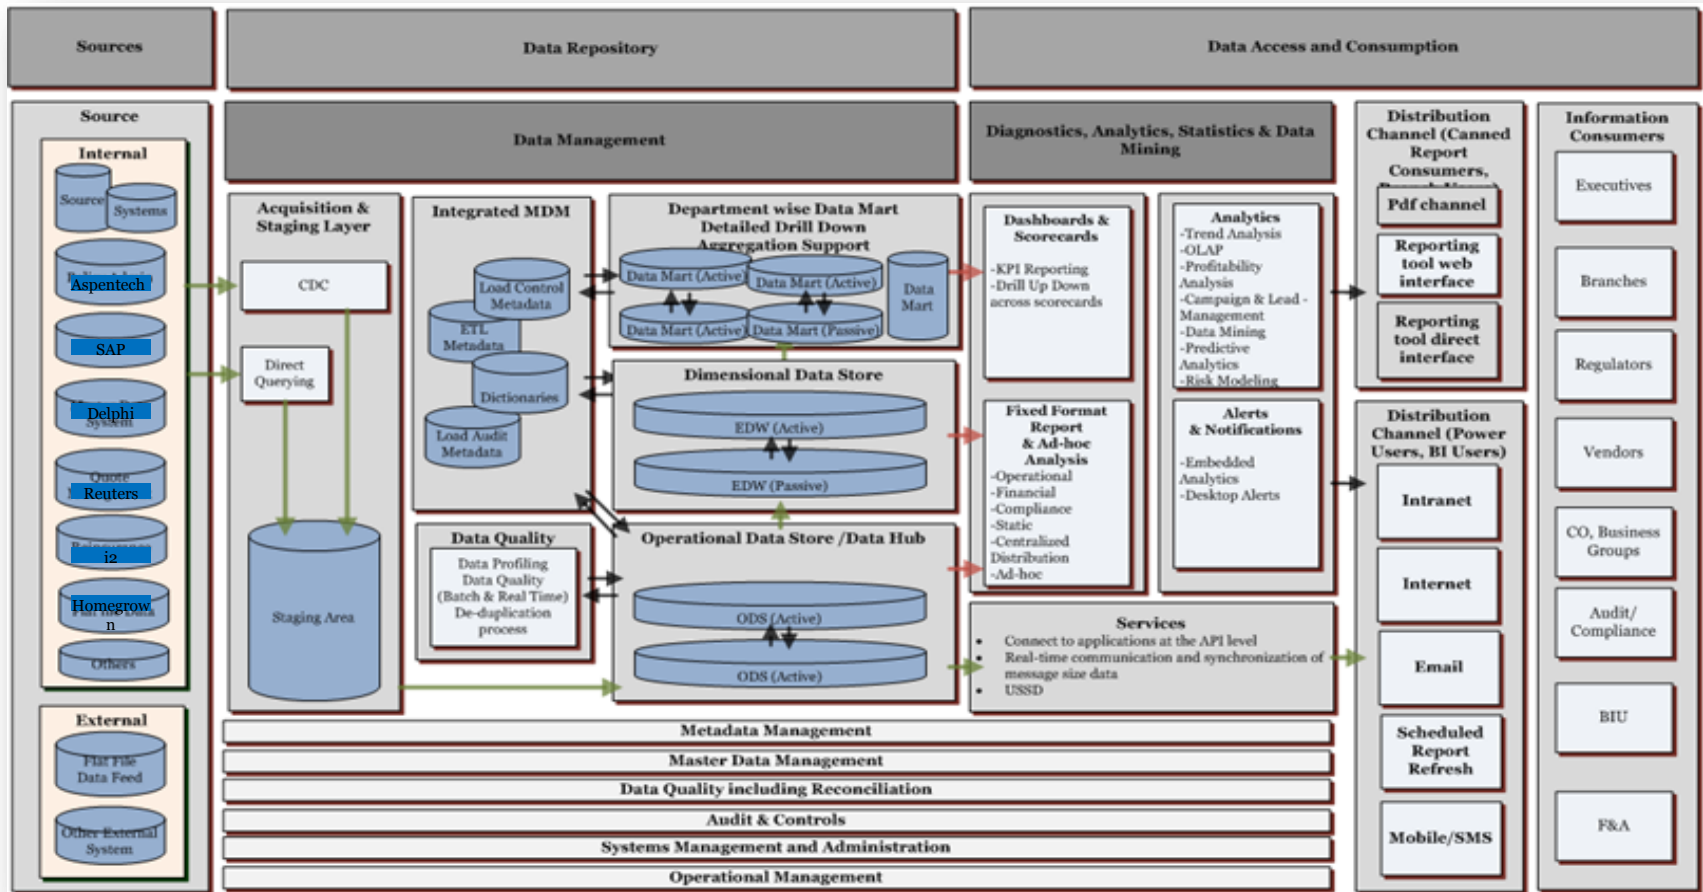 Sources
Data Repository
Data Access and Consumption
Source
Internal
Source
Systems
Aspentech
SAP
Delphi
System
Quote
Reuters
i2
Homegrow
n
Others
External
Flat File
Data Feed
Other External
System
Data Management
Acquisition &
Staging Layer
CDC
Direct
Querying
Staging Area
Integrated MDM
Load Control
Metadata
ETL
Metadata
Dictionaries
Load Audit
Metadata
Data Quality
Data Profiling
Data Quality
(Batch & Real Time)
De-duplication
process
Department wise Data Mart
Detailed Drill Down
Aggregation Support
Data Mart (Active)
Data Mart (Active)
Data Mart (Active)
Data Mart (Passive)
Data
Mart
Dimensional Data Store
EDW (Active)
EDW (Passive)
Operational Data Store /Data Hub
ODS (Active)
ODS (Active)
Metadata Management
Master Data Management
Data Quality including Reconciliation
Audit & Controls
Systems Management and Administration
Operational Management
Diagnostics, Analytics, Statistics & Data
Mining
Dashboards &
Scorecards
-KPI Reporting
-Drill Up Down
across scorecards
Fixed Format
Report
& Ad-hoc
Analysis
-Operational
-Financial
-Compliance
-Static
-Centralized
Distribution
-Ad-hoc
Analytics
-Trend Analysis
-OLAP
-Profitability
Analysis
-Campaign & Lead -
Management
-Data Mining
-Predictive
Analytics
-Risk Modeling
Alerts
& Notifications
-Embedded
Analytics
-Desktop Alerts
Services
• Connect to applications at the API level
• Real-time communication and synchronization of
message size data
• USSD
Distribution
Channel (Canned
Report
Consumers,
Pdf channel
Reporting
tool web
interface
Reporting
tool direct
interface
Distribution
Channel (Power
Users, BI Users)
Intranet
Internet
Email
Scheduled
Report
Refresh
Mobile/SMS
Information
Consumers
Executives
Branches
Regulators
Vendors
CO, Business
Groups
Audit/
Compliance
BIU
F&A